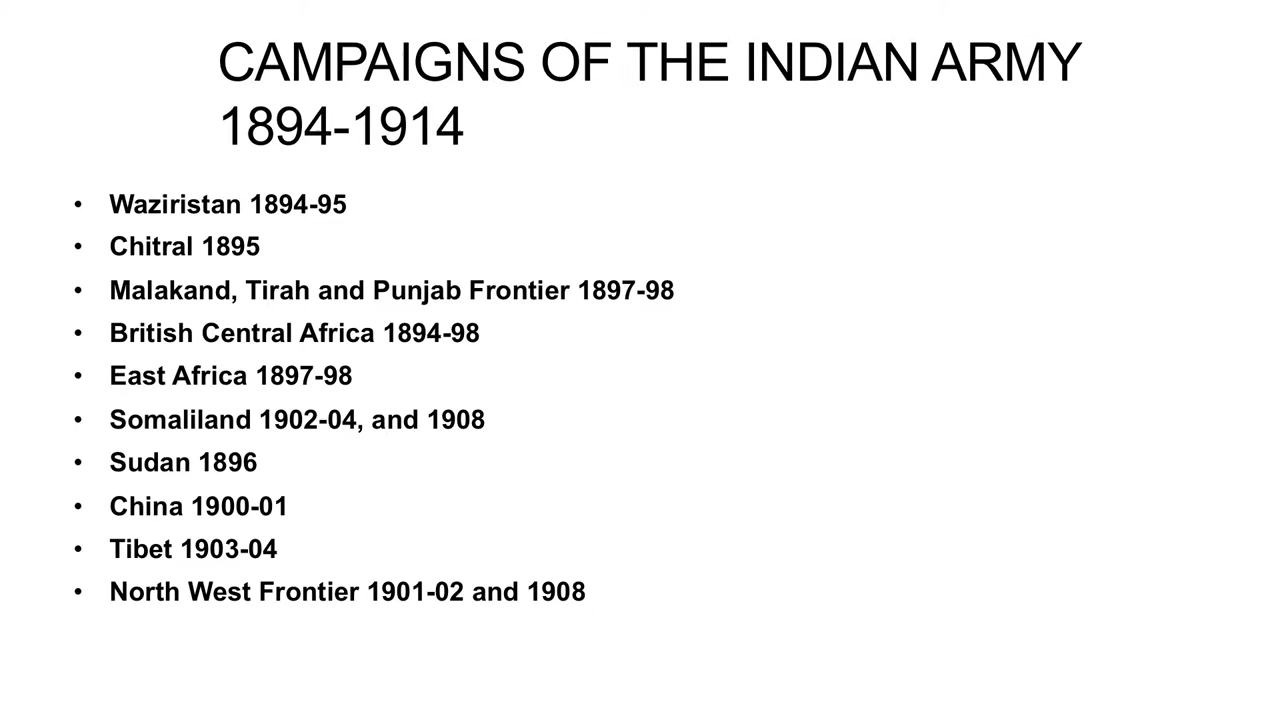 CAMPAIGNS OF THE INDIAN ARMY
1894-1914
• Waziristan 1894-95
• Chitral 1895
• Malakand, Tirah and Punjab Frontier 1897-98
• British Central Africa 1894-98
• East Africa 1897-98
• Somaliland 1902-04, and 1908
• Sudan 1896
• China 1900-01
• Tibet 1903-04
• North West Frontier 1901-02 and 1908